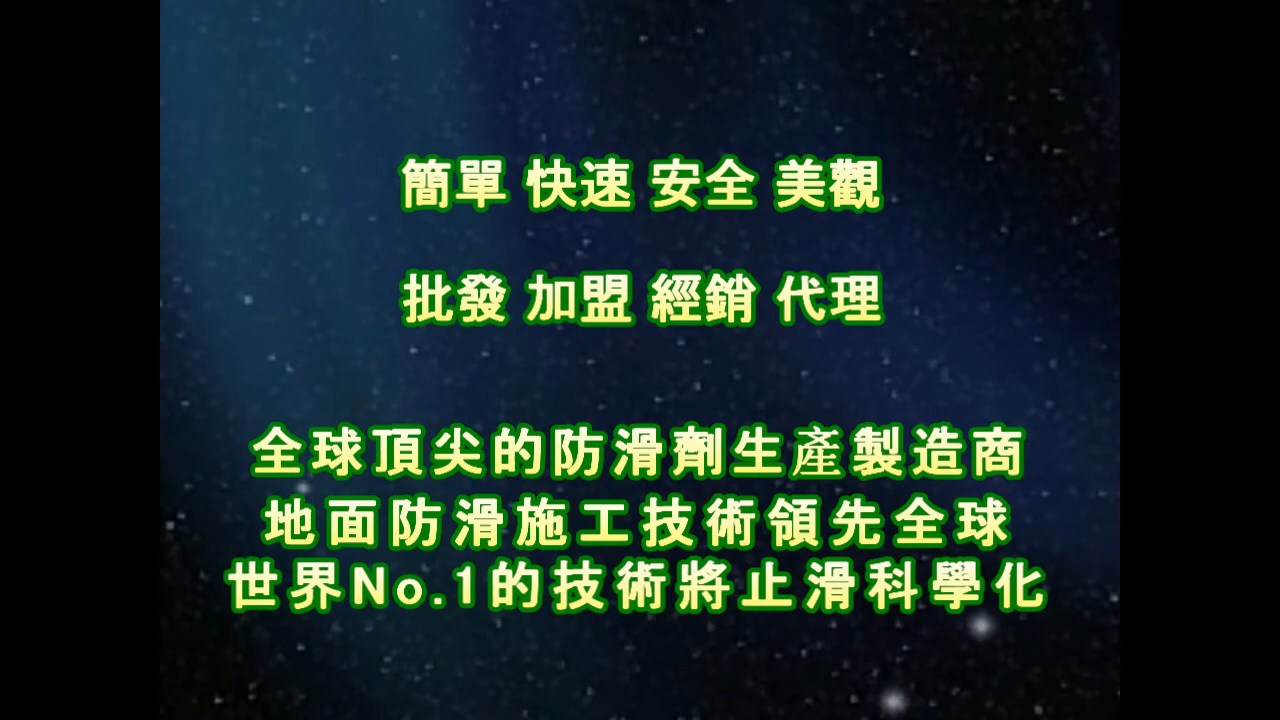 簡單 快速 安全 美觀
批發 加盟 經銷 代理
全球頂尖的防滑劑生產製造商
地面防滑施工技術領先全球
世界No.1的技術將止滑科學化